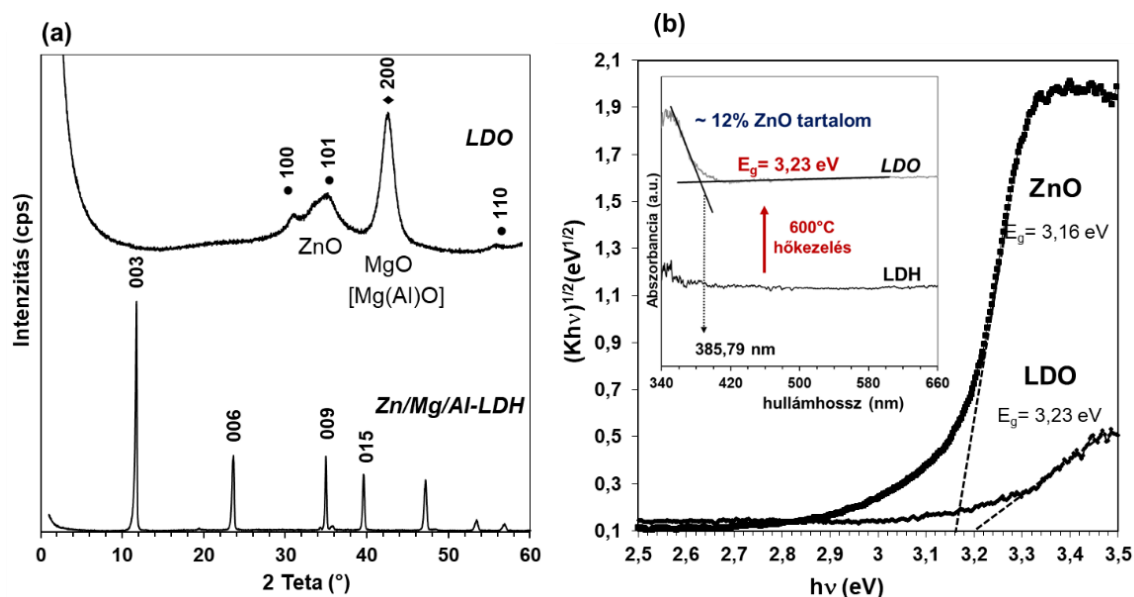 (a)
200
101
100
110
LDO
ZnO
MgO
[Mg(Al)O]
003
006
009
015
Zn/Mg/Al-LDH
Intenzitás (cps)
0 10 20 30 40 50 60
2 Teta (°)
(b)
2,1
1,9
1,7
1,5
1,3
1,1
0,9
0,7
0,5
0,3
0,1
(Khν)1/2(eV1/2)
~ 12% ZnO tartalom
Eg= 3,23 eV
LDO
600°C
hőkezelés
LDH
385,79 nm
Abszorbancia (a.u.)
340 420 500 580 660
hullámhossz (nm)
ZnO
Eg= 3,16 eV
LDO
Eg= 3,23 eV
2,5 2,6 2,7 2,8 2,9 3 3,1 3,2 3,3 3,4 3,5
hν (eV)